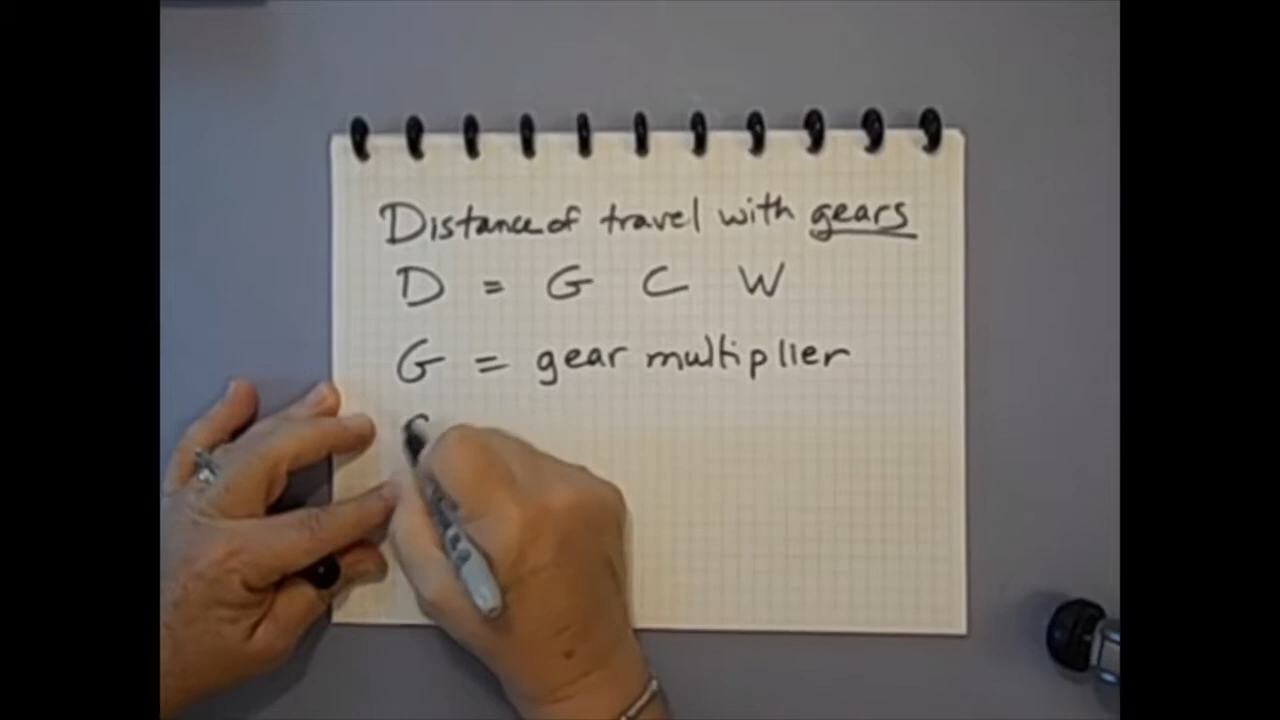 Distance of travel with gears
D = G C W
G = gear multiplier